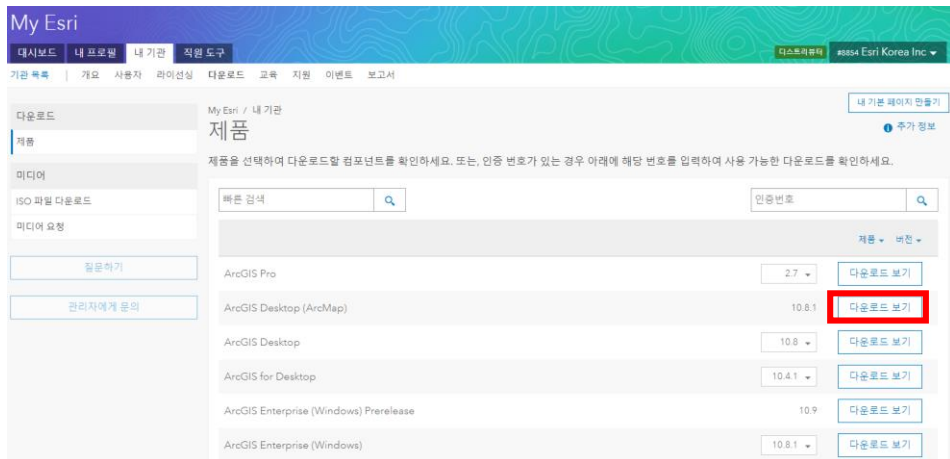 My Esri
대시보드 내 프로필 내 기관 직원 도구 디스트리뷰터 #8854 Esri Korea Inc
기관 목록 | 개요 사용자 라이선싱 다운로드 교육 지원 이벤트 보고서
다운로드
제품
미디어
ISO 파일 다운로드
미디어 요청
질문하기
관리자에게 문의
My Esri / 내 기관
내 기본 페이지 만들기
제품
추가 정보
제품을 선택하여 다운로드할 컴포넌트를 확인하세요. 또는, 인증 번호가 있는 경우 아래에 해당 번호를 입력하여 사용 가능한 다운로드를 확인하세요.
빠른 검색 인증번호
제품 버전
ArcGIS Pro 2.7 다운로드 보기
ArcGIS Desktop (ArcMap) 10.8.1 다운로드 보기
ArcGIS Desktop 10.8 다운로드 보기
ArcGIS for Desktop 10.4.1 다운로드 보기
ArcGIS Enterprise (Windows) Prerelease 10.9 다운로드 보기
ArcGIS Enterprise (Windows) 10.8.1 다운로드 보기